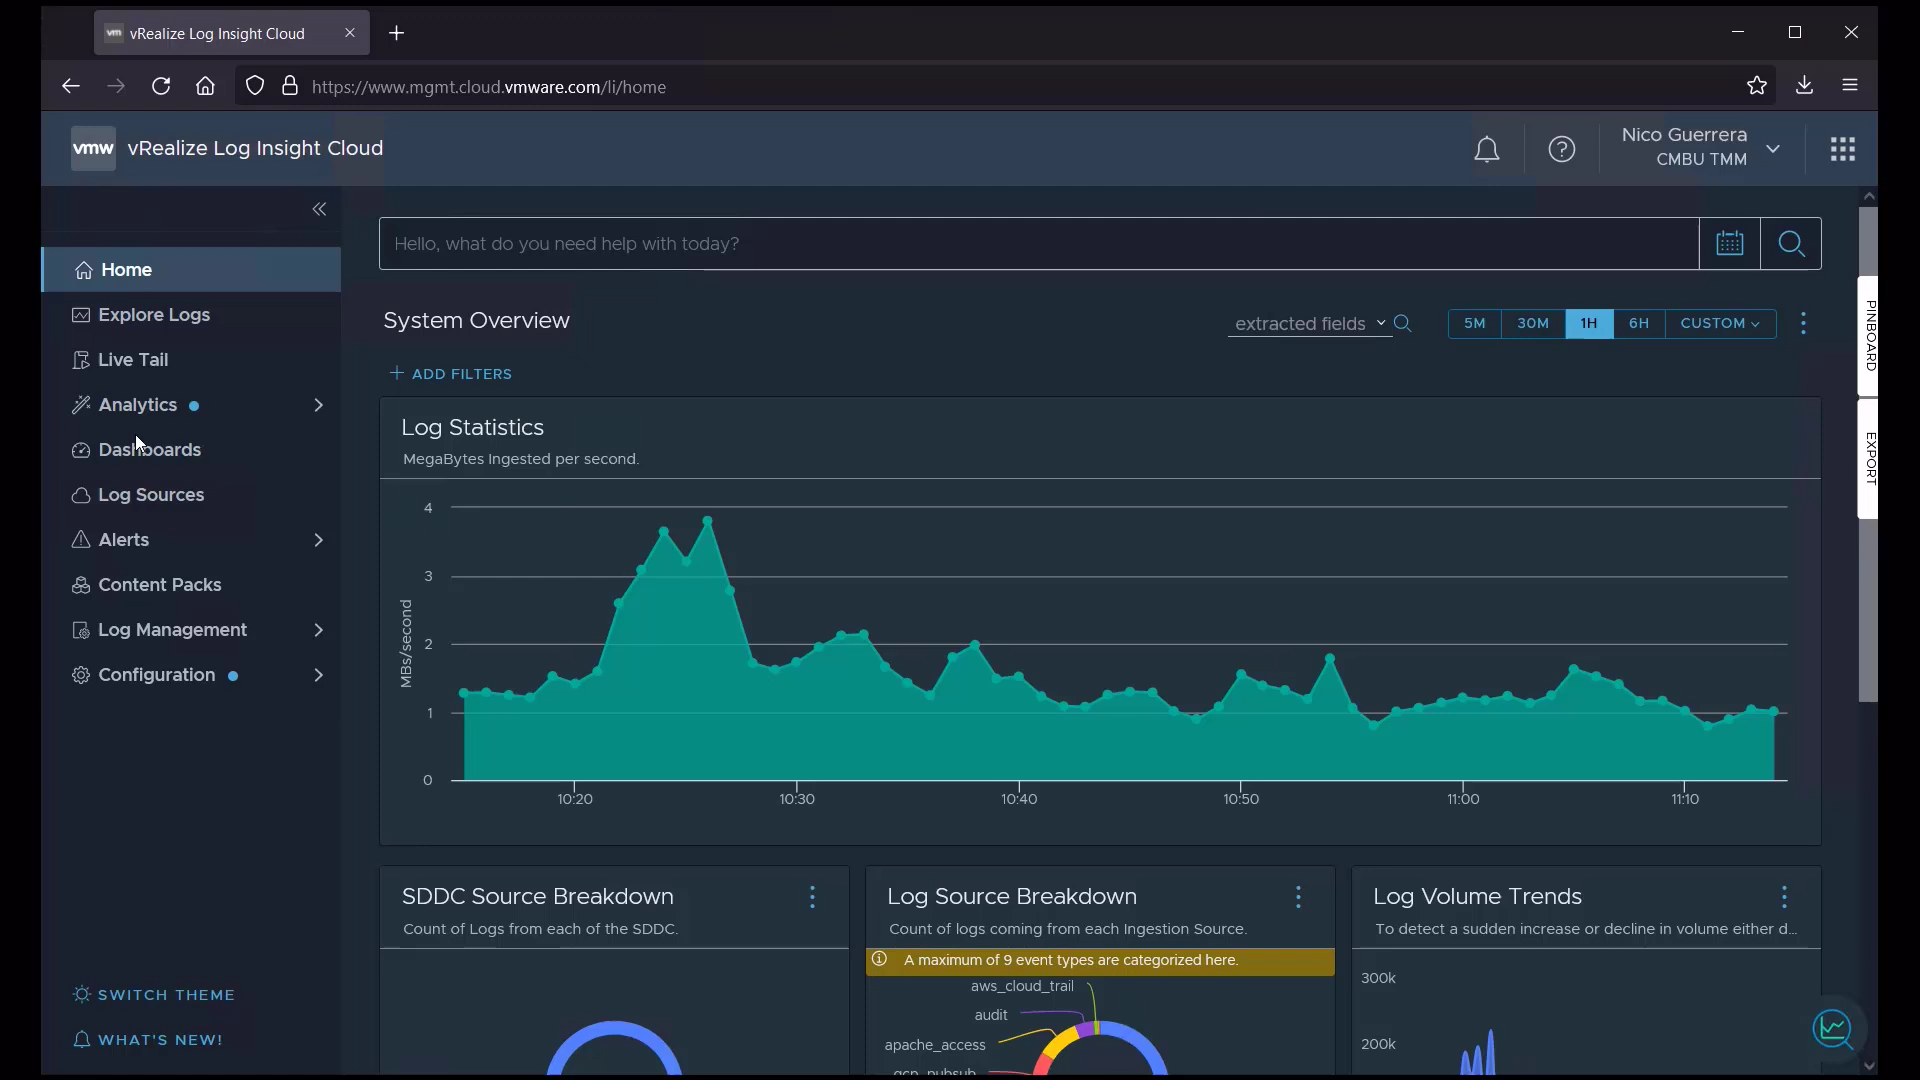 vm vRealize Log Insight Cloud
https://www.mgmt.cloud.vmware.com/li/home
vmw vRealize Log Insight Cloud
Nico Guerrera
CMBU TMM
Home
Explore Logs
Live Tail
Analytics
Dashboards
Log Sources
Alerts
Content Packs
Log Management
Configuration
SWITCH THEME
WHAT'S NEW!
Hello, what do you need help with today?
System Overview
extracted fields
5M 30M 1H 6H CUSTOM
ADD FILTERS
PINBOARD
EXPORT
Log Statistics
MegaBytes Ingested per second.
MBs/second
4
3
2
1
0
10:20 10:30 10:40 10:50 11:00 11:10
SDDC Source Breakdown
Count of Logs from each of the SDDC.
Log Source Breakdown
Count of logs coming from each Ingestion Source.
A maximum of 9 event types are categorized here.
aws_cloud_trail
audit
apache_access
gcp_pubsub
Log Volume Trends
To detect a sudden increase or decline in volume either d...
300k
200k